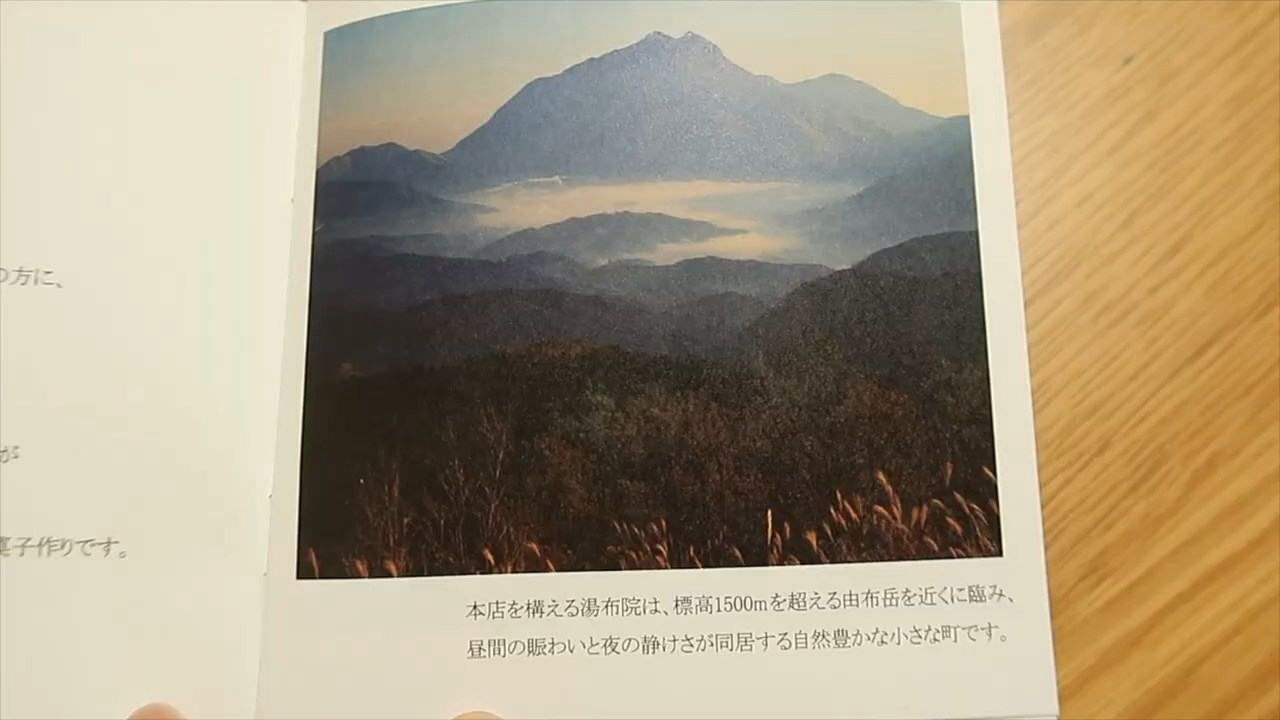 の方に、
が
菓子作りです。
本店を構える湯布院は、標高1500mを超える由布岳を近くに臨み、
昼間の賑わいと夜の静けさが同居する自然豊かな小さな町です。